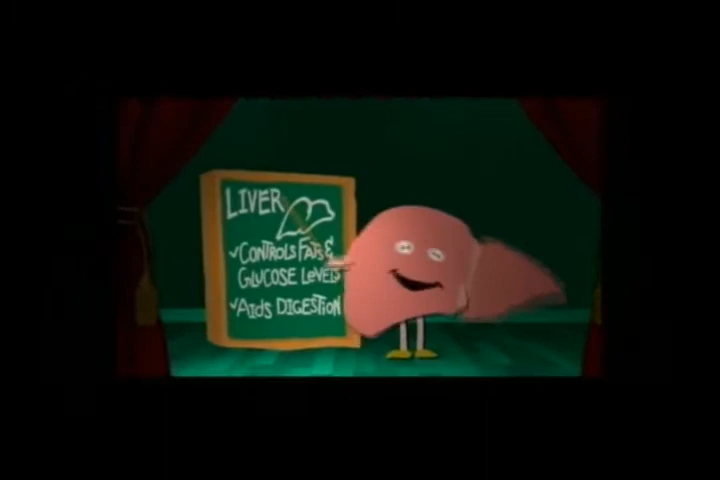 LIVER
✓CONTROLS FATS &
GLUCOSE LEVELS
✓AIDS DIGESTION